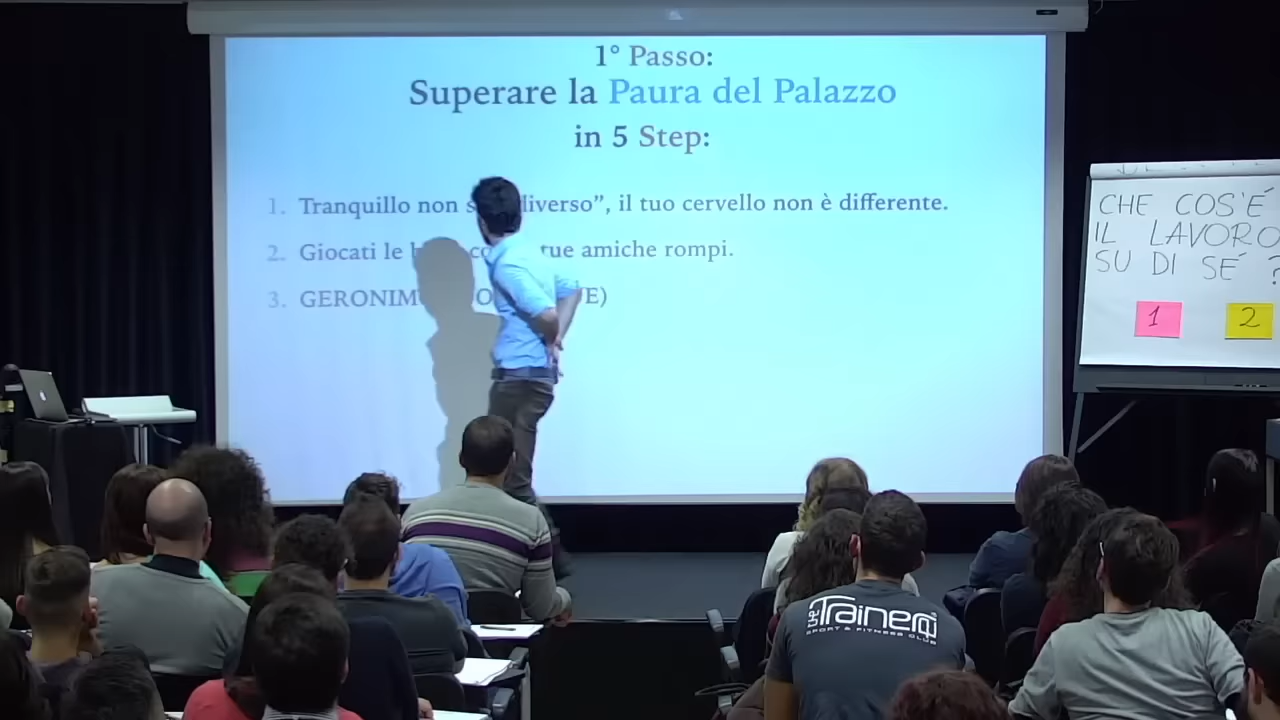 1° Passo:
Superare la Paura del Palazzo
in 5 Step:
1. Tranquillo non s diverso”, il tuo cervello non è differente.
2. Giocati le tue amiche rompi.
3. GERONIM
CHE COS'É
IL LAVORO
SU DI SÉ ?
1
2
THE TRAINER
SPORT & FITNESS CLUB